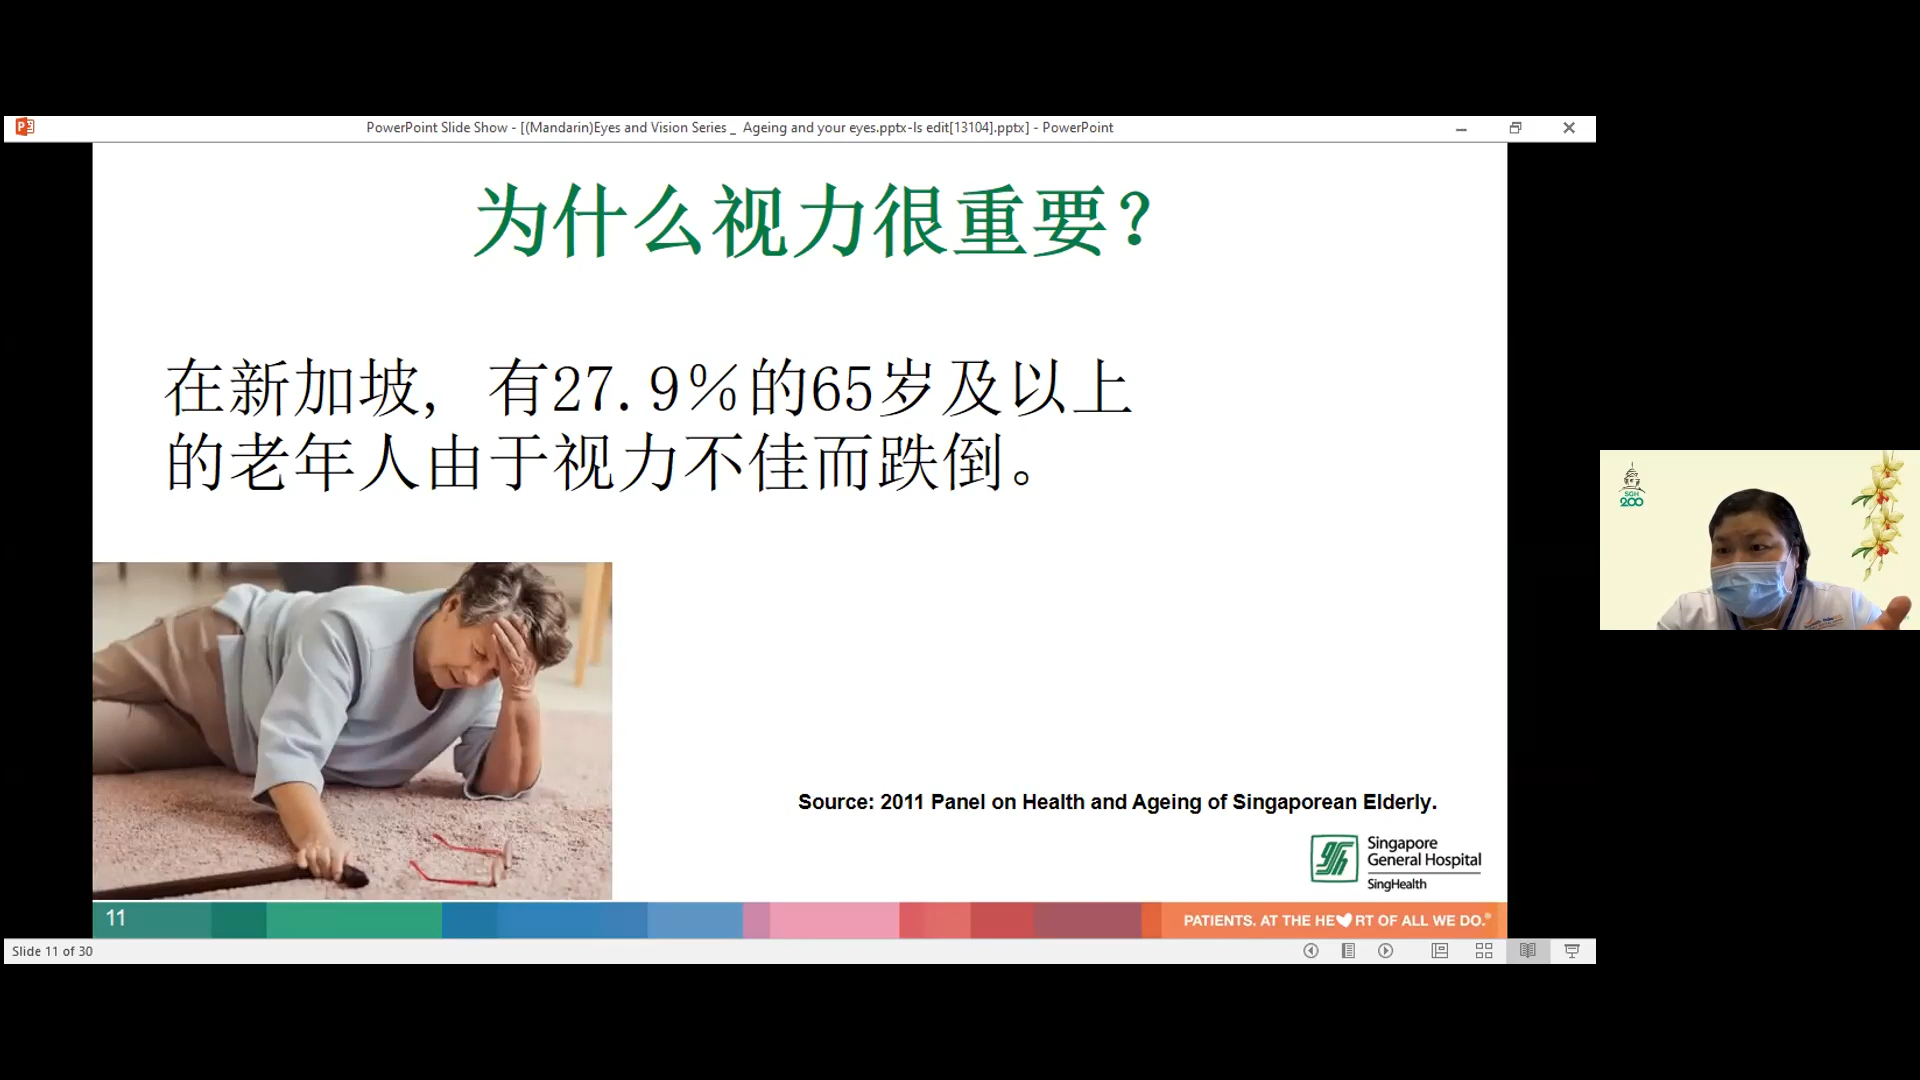 PowerPoint Slide Show - [(Mandarin)Eyes and Vision Series _ Ageing and your eyes.pptx-ls edit[13104].pptx] - PowerPoint
为什么视力很重要？
在新加坡，有27.9%的65岁及以上
的老年人由于视力不佳而跌倒。
SGH
200
Source: 2011 Panel on Health and Ageing of Singaporean Elderly.
Singapore
General Hospital
SingHealth
11
PATIENTS. AT THE HE RT OF ALL WE DO.®
Slide 11 of 30